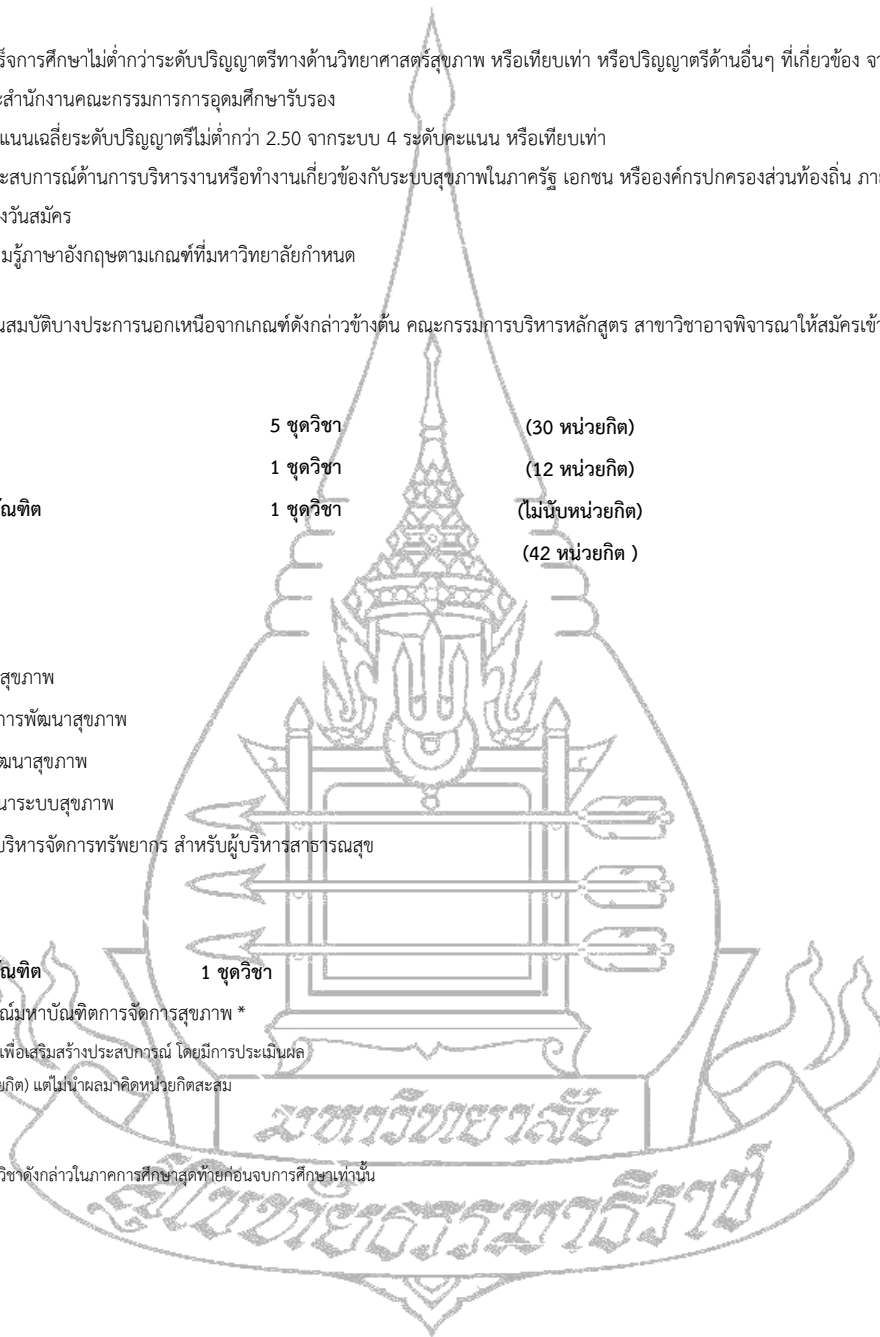 ร็จการศึกษาไม่ต่ำกว่าระดับปริญญาตรีทางด้านวิทยาศาสตร์สุขภาพ หรือเทียบเท่า หรือปริญญาตรีด้านอื่นๆ ที่เกี่ยวข้อง จา
ะสำนักงานคณะกรรมการการอุดมศึกษารับรอง
แนนเฉลี่ยระดับปริญญาตรีไม่ต่ำกว่า 2.50 จากระบบ 4 ระดับคะแนน หรือเทียบเท่า
ะสบการณ์ด้านการบริหารงานหรือทำงานเกี่ยวข้องกับระบบสุขภาพในภาครัฐ เอกชน หรือองค์กรปกครองส่วนท้องถิ่น ภา
งวันสมัคร
มรู้ภาษาอังกฤษตามเกณฑ์ที่มหาวิทยาลัยกำหนด
นสมบัติบางประการนอกเหนือจากเกณฑ์ดังกล่าวข้างต้น คณะกรรมการบริหารหลักสูตร สาขาวิชาอาจพิจารณาให้สมัครเข้า
5 ชุดวิชา (30 หน่วยกิต)
1 ชุดวิชา (12 หน่วยกิต)
ัณฑิต 1 ชุดวิชา (ไม่นับหน่วยกิต)
(42 หน่วยกิต )
สุขภาพ
การพัฒนาสุขภาพ
ัฒนาสุขภาพ
นาระบบสุขภาพ
บริหารจัดการทรัพยากร สำหรับผู้บริหารสาธารณสุข
ัณฑิต 1 ชุดวิชา
ณ์มหาบัณฑิตการจัดการสุขภาพ *
เพื่อเสริมสร้างประสบการณ์ โดยมีการประเมินผล
ยกิต) แต่ไม่นำผลมาคิดหน่วยกิตสะสม
มหาวิทยาลัย
วิชาดังกล่าวในภาคการศึกษาสุดท้ายก่อนจบการศึกษาเท่านั้น
สุโขทัยธรรมาธิราช